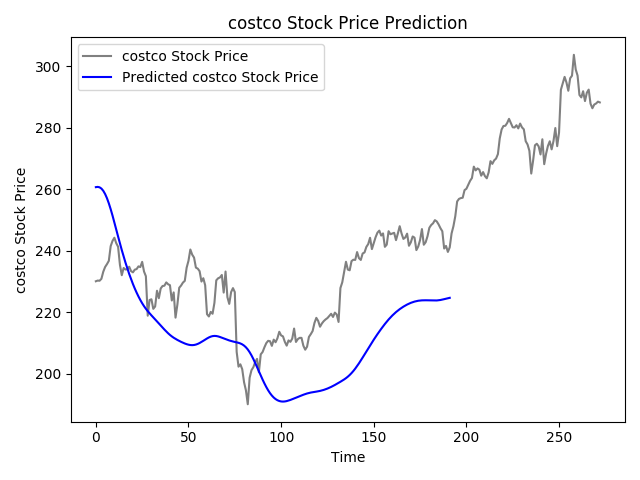 costco Stock Price Prediction
costco Stock Price
Predicted costco Stock Price
300
280
260
240
220
200
costco Stock Price
0 50 100 150 200 250
Time